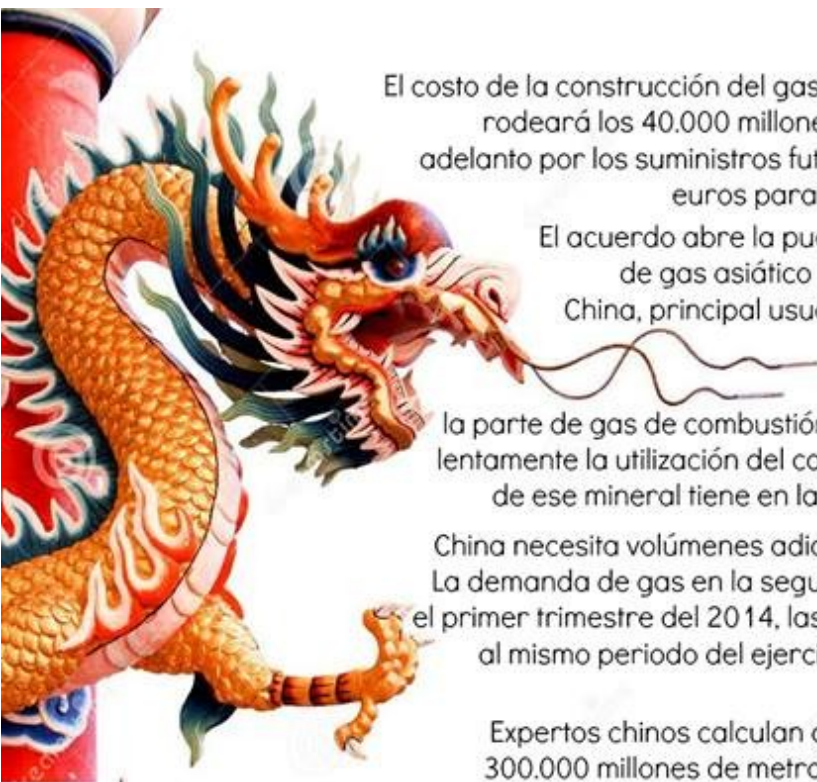 El costo de la construcción del gas
rodeará los 40.000 millone
adelanto por los suministros fut
euros para
El acuerdo abre la pue
de gas asiático
China, principal usu
la parte de gas de combustión
lentamente la utilización del ca
de ese mineral tiene en la
China necesita volúmenes adic
La demanda de gas en la segu
el primer trimestre del 2014, las
al mismo periodo del ejerci
Expertos chinos calculan
300.000 millones de metro